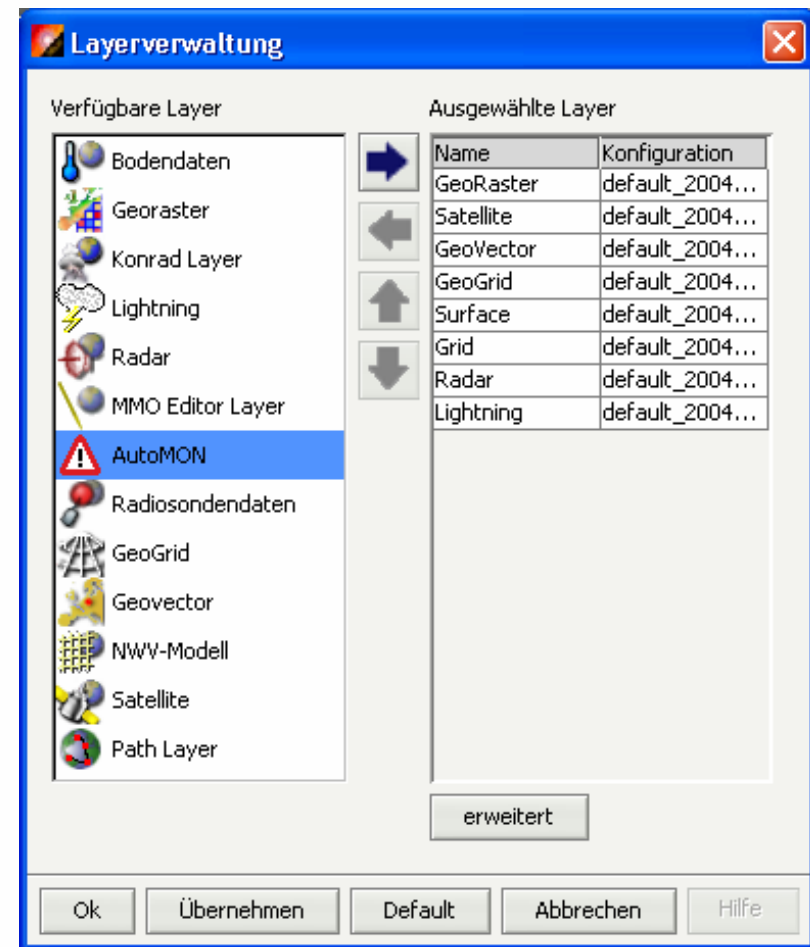 Layerverwaltung
Verfügbare Layer
Bodendaten
Georaster
Konrad Layer
Lightning
Radar
MMO Editor Layer
AutoMON
Radiosondendaten
GeoGrid
Geovector
NWV-Modell
Satellite
Path Layer
Ausgewählte Layer
Name Konfiguration
GeoRaster default_2004...
Satellite default_2004...
GeoVector default_2004...
GeoGrid default_2004...
Surface default_2004...
Grid default_2004...
Radar default_2004...
Lightning default_2004...
erweitert
Ok Übernehmen Default Abbrechen Hilfe